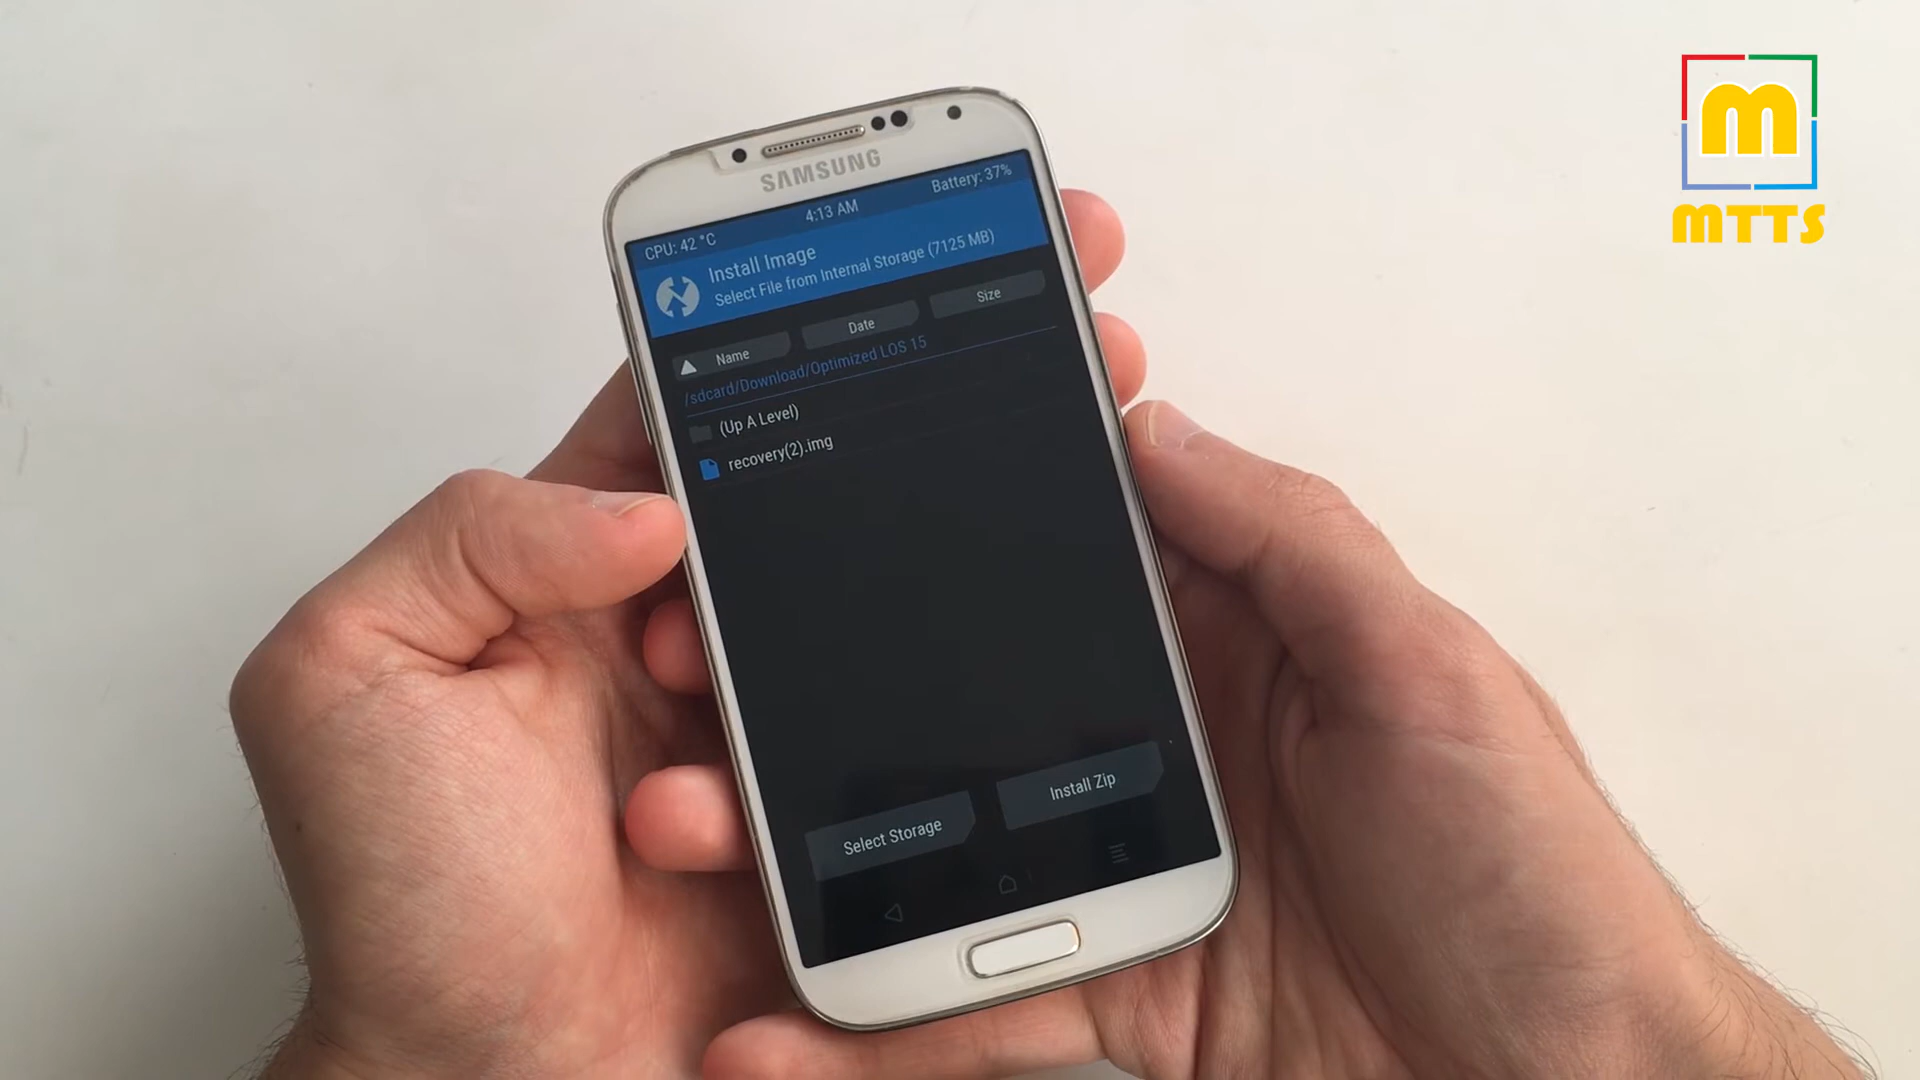 m
MTTS
SAMSUNG
CPU: 42 °C
4:13 AM
Battery: 37%
Install Image
Select File from Internal Storage (7125 MB)
Name
Date
Size
/sdcard/Download/Optimized LOS 15
(Up A Level)
recovery(2).img
Select Storage
Install Zip